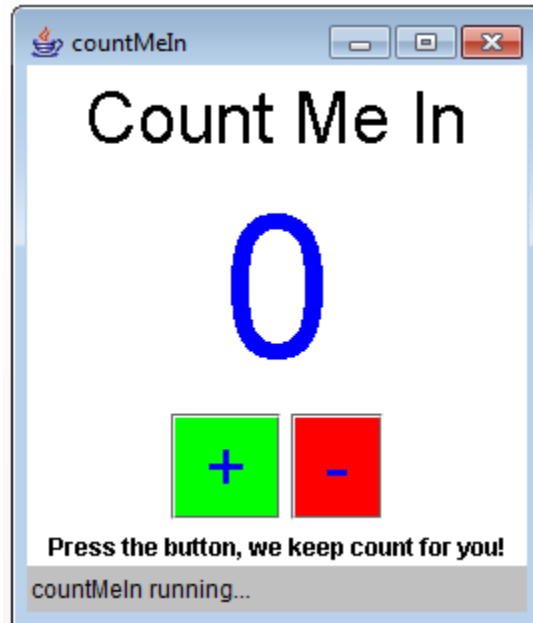 countMeIn
Count Me In
0
+ -
Press the button, we keep count for you!
countMeIn running...